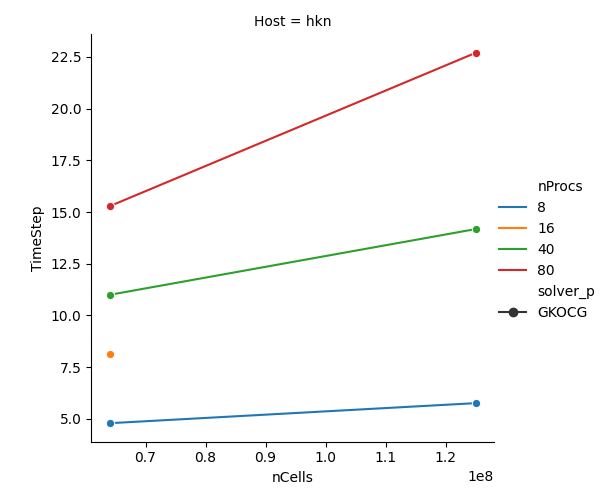 Host = hkn
22.5
20.0
17.5
15.0
12.5
10.0
7.5
5.0
TimeStep
0.7 0.8 0.9 1.0 1.1 1.2
1e8
nCells
nProcs
8
16
40
80
solver_p
GKOCG